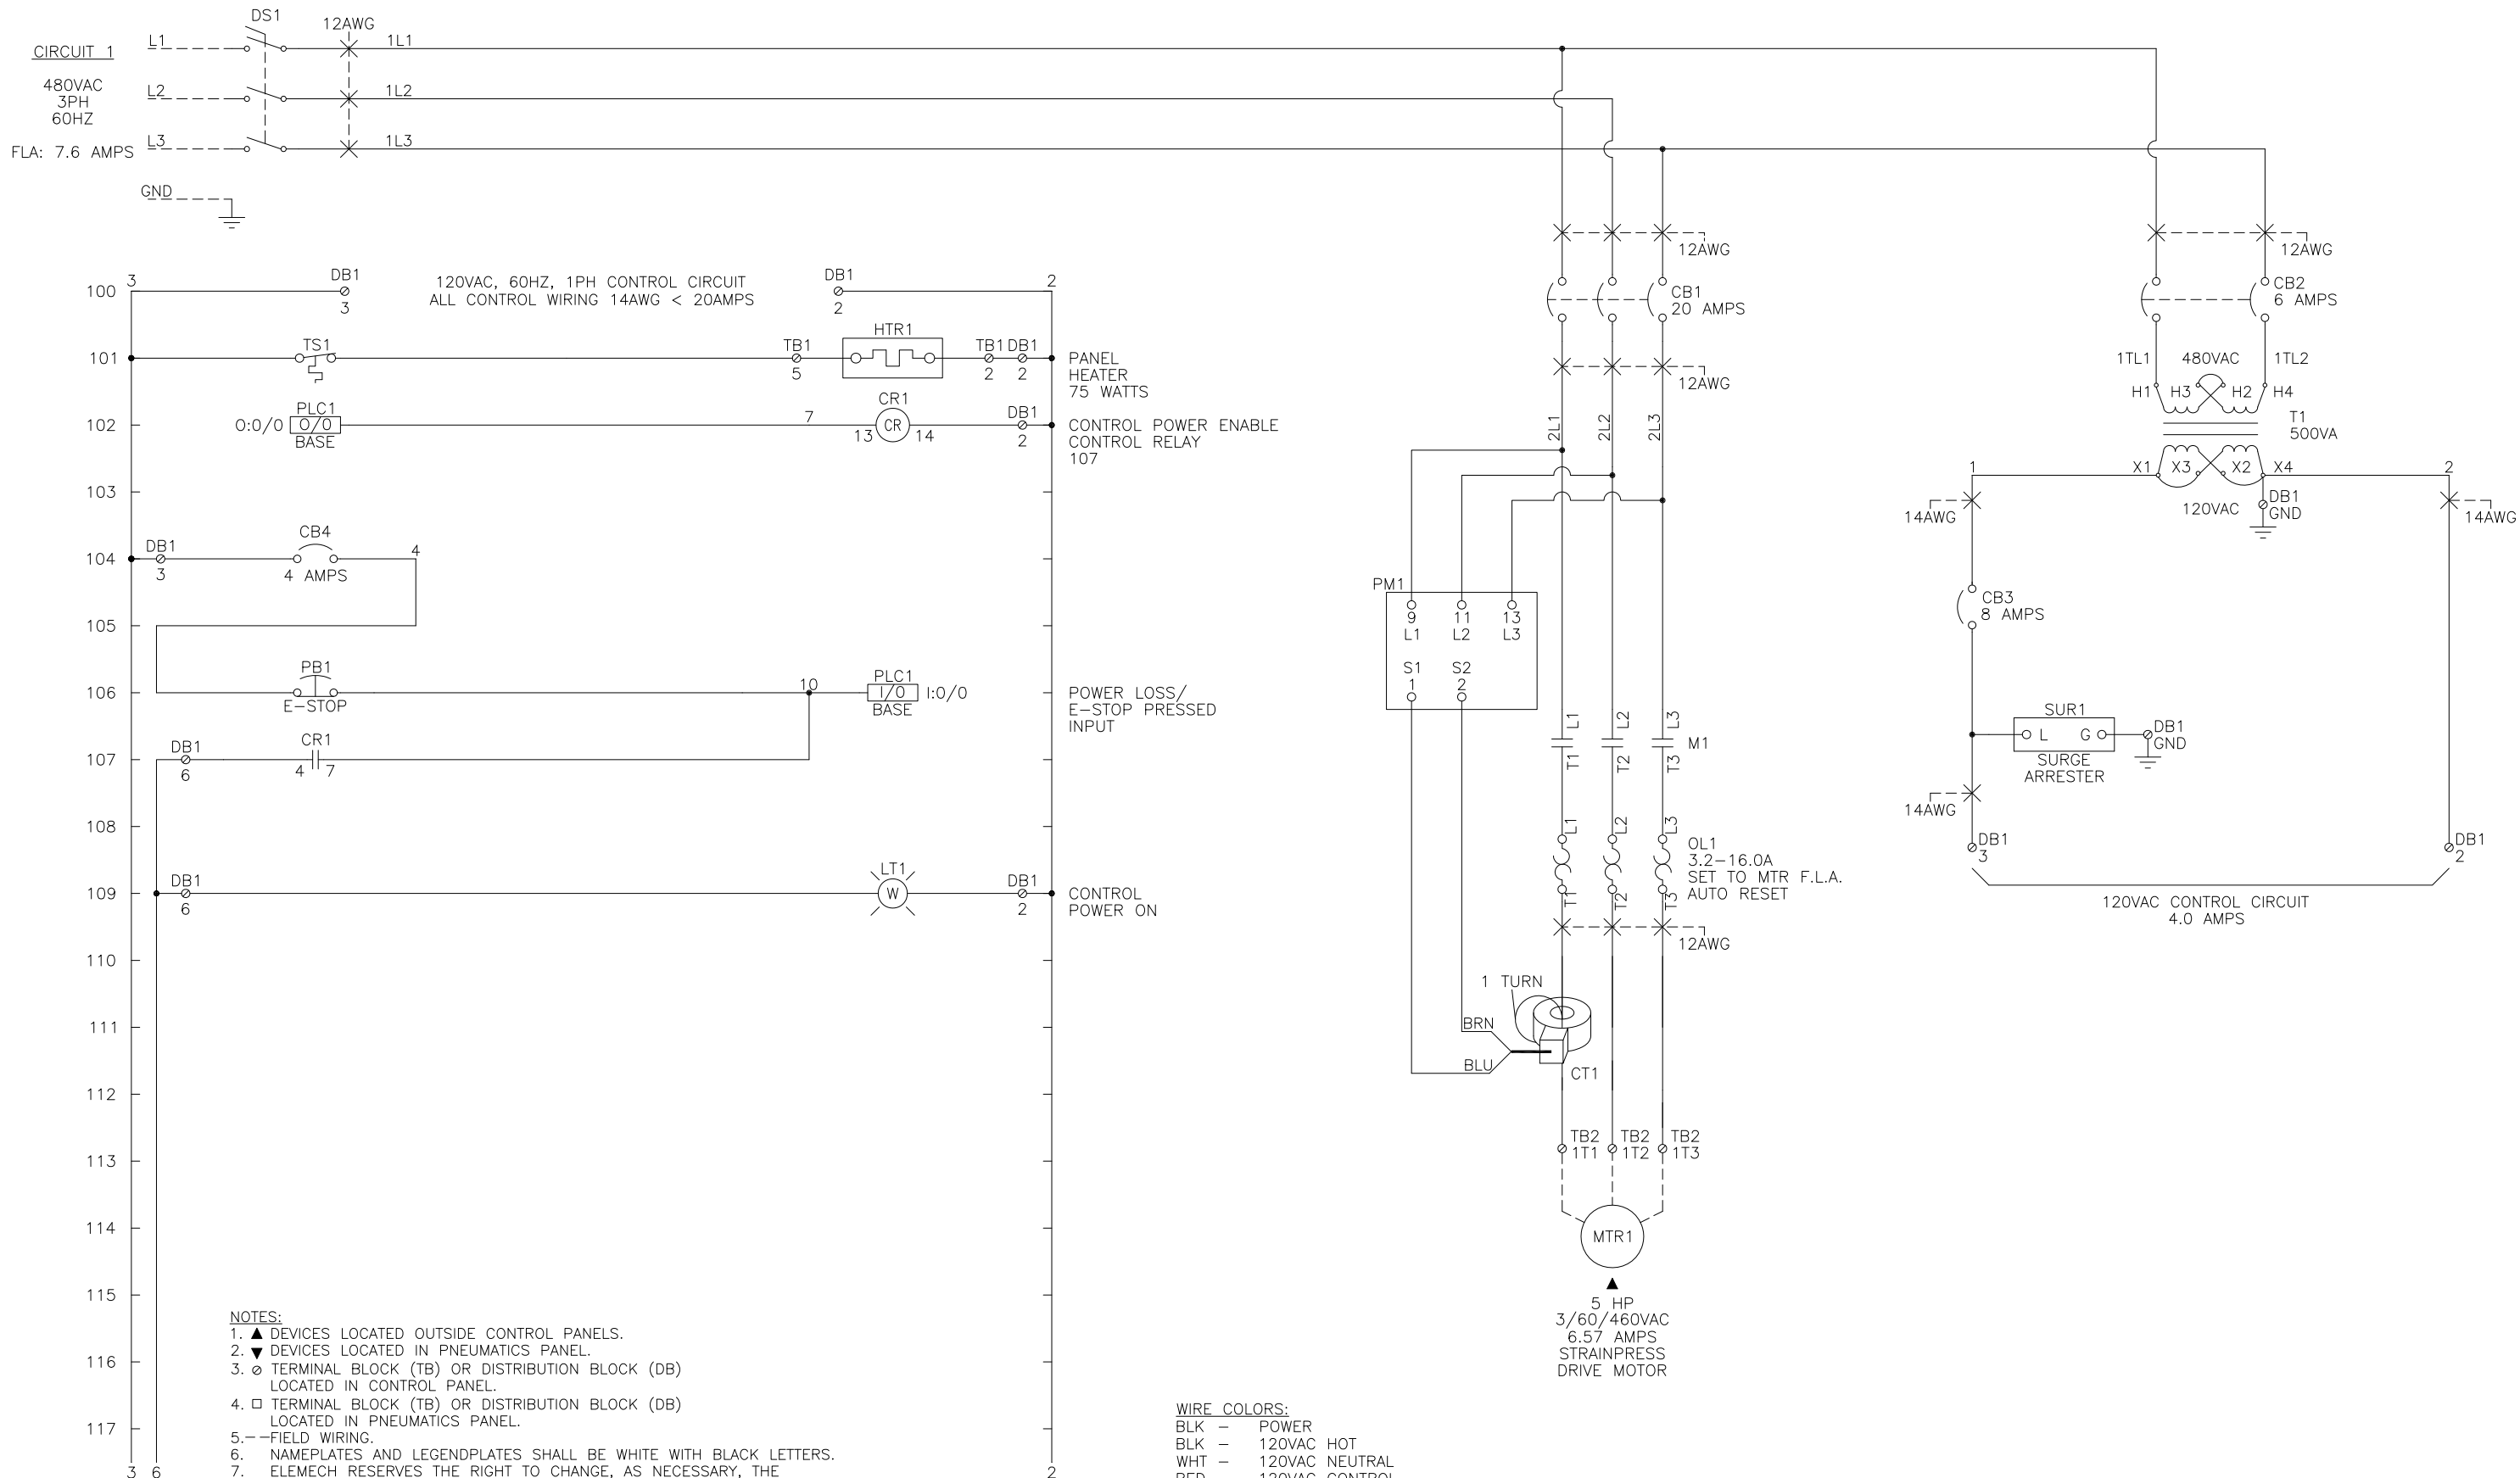 DS1
12AWG
CIRCUIT 1
L1
1L1
480VAC
3PH
60HZ
L2
1L2
FLA: 7.6 AMPS
L3
1L3
GND
12AWG
12AWG
CB1
20 AMPS
CB2
6 AMPS
12AWG
1TL1
480VAC
1TL2
H1
H3
H2
H4
T1
500VA
2L1
2L2
2L3
1
X1
X3
X2
X4
2
14AWG
120VAC
DB1
GND
14AWG
CB3
8 AMPS
PM1
9
11
13
L1
L2
L3
S1
S2
1
2
L1
L2
L3
M1
T1
T2
T3
SUR1
L
G
DB1
GND
SURGE
ARRESTER
14AWG
DB1
3
DB1
2
120VAC CONTROL CIRCUIT
4.0 AMPS
L1
L2
L3
OL1
3.2-16.0A
SET TO MTR F.L.A.
AUTO RESET
T1
T2
T3
12AWG
1 TURN
BRN
BLU
CT1
TB2
1T1
TB2
1T2
TB2
1T3
MTR1
▲
5 HP
3/60/460VAC
6.57 AMPS
STRAINPRESS
DRIVE MOTOR
3
DB1
3
120VAC, 60HZ, 1PH CONTROL CIRCUIT
ALL CONTROL WIRING 14AWG < 20AMPS
DB1
2
2
100
101
TS1
TB1
5
HTR1
TB1
2
DB1
2
PANEL
HEATER
75 WATTS
102
O:0/0
PLC1
O/0
BASE
7
CR1
13
CR
14
DB1
2
CONTROL POWER ENABLE
CONTROL RELAY
107
103
104
DB1
3
CB4
4 AMPS
4
105
106
PB1
E-STOP
10
PLC1
I/0
BASE
I:0/0
POWER LOSS/
E-STOP PRESSED
INPUT
107
DB1
6
CR1
4
7
108
109
DB1
6
LT1
W
DB1
2
CONTROL
POWER ON
110
111
112
113
114
115
116
117
3
6
2
NOTES:
1. ▲ DEVICES LOCATED OUTSIDE CONTROL PANELS.
2. ▼ DEVICES LOCATED IN PNEUMATICS PANEL.
3. ⊘ TERMINAL BLOCK (TB) OR DISTRIBUTION BLOCK (DB)
LOCATED IN CONTROL PANEL.
4. □ TERMINAL BLOCK (TB) OR DISTRIBUTION BLOCK (DB)
LOCATED IN PNEUMATICS PANEL.
5.--FIELD WIRING.
6. NAMEPLATES AND LEGENDPLATES SHALL BE WHITE WITH BLACK LETTERS.
7. ELEMECH RESERVES THE RIGHT TO CHANGE, AS NECESSARY, THE
WIRE COLORS:
BLK - POWER
BLK - 120VAC HOT
WHT - 120VAC NEUTRAL
RED 120VAC CONTROL